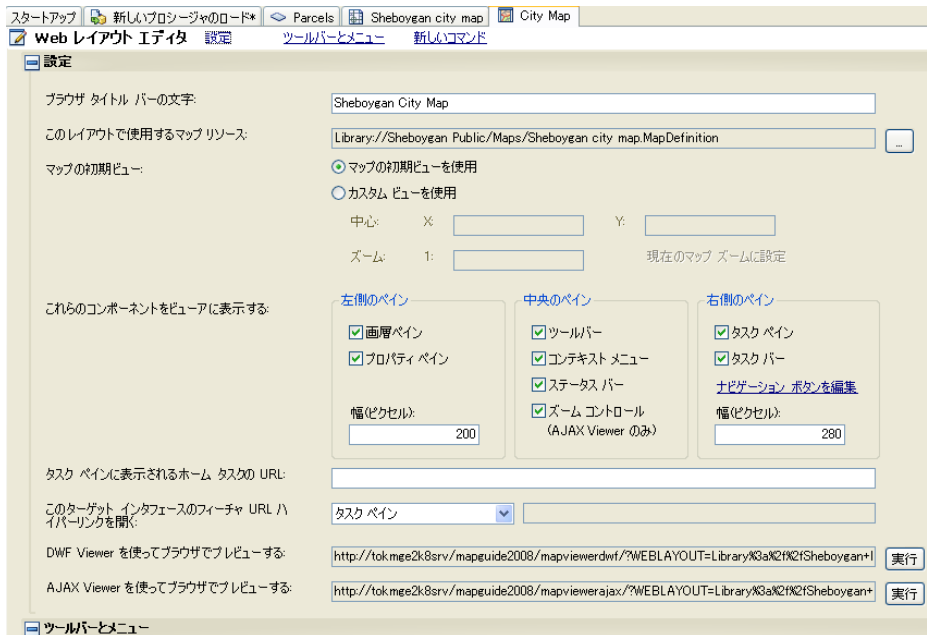 スタートアップ 新しいプロシージャのロード* Parcels Sheboygan city map City Map
Web レイアウト エディタ 設定 ツールバーとメニュー 新しいコマンド
設定
ブラウザ タイトル バーの文字: Sheboygan City Map
このレイアウトで使用するマップ リソース: Library://Sheboygan Public/Maps/Sheboygan city map.MapDefinition ...
マップの初期ビュー: マップの初期ビューを使用
カスタム ビューを使用
中心: X: Y:
ズーム: 1: 現在のマップ ズームに設定
これらのコンポーネントをビューアに表示する: 左側のペイン 中央のペイン 右側のペイン
画層ペイン ツールバー タスク ペイン
プロパティ ペイン コンテキスト メニュー タスク バー
ステータス バー ナビゲーション ボタンを編集
幅(ピクセル): ズーム コントロール 幅(ピクセル):
200 (AJAX Viewer のみ) 280
タスク ペインに表示されるホーム タスクの URL:
このターゲット インタフェースのフィーチャ URL ハ
イパーリンクを開く: タスク ペイン
DWF Viewer を使ってブラウザでプレビューする: http://tokmge2k8srv/mapguide2008/mapviewerdwf/?WEBLAYOUT=Library%3a%2f%2fSheboygan+l 実行
AJAX Viewer を使ってブラウザでプレビューする: http://tokmge2k8srv/mapguide2008/mapviewerajax/?WEBLAYOUT=Library%3a%2f%2fSheboygan+ 実行
ツールバーとメニュー